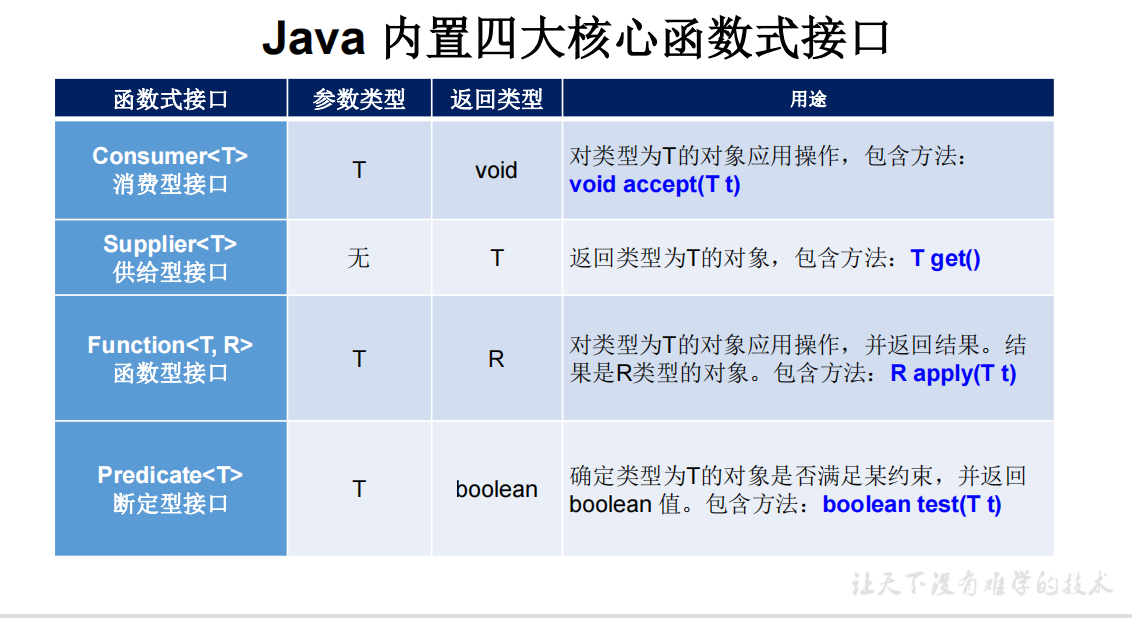 Java 内置四大核心函数式接口
函数式接口 参数类型 返回类型 用途
Consumer<T>
消费型接口
T
void
对类型为T的对象应用操作，包含方法：
void accept(T t)
Supplier<T>
供给型接口
无
T
返回类型为T的对象，包含方法：T get()
Function<T, R>
函数型接口
T
R
对类型为T的对象应用操作，并返回结果。结
果是R类型的对象。包含方法：R apply(T t)
Predicate<T>
断定型接口
T
boolean
确定类型为T的对象是否满足某约束，并返回
boolean 值。包含方法：boolean test(T t)
让天下没有难学的技术